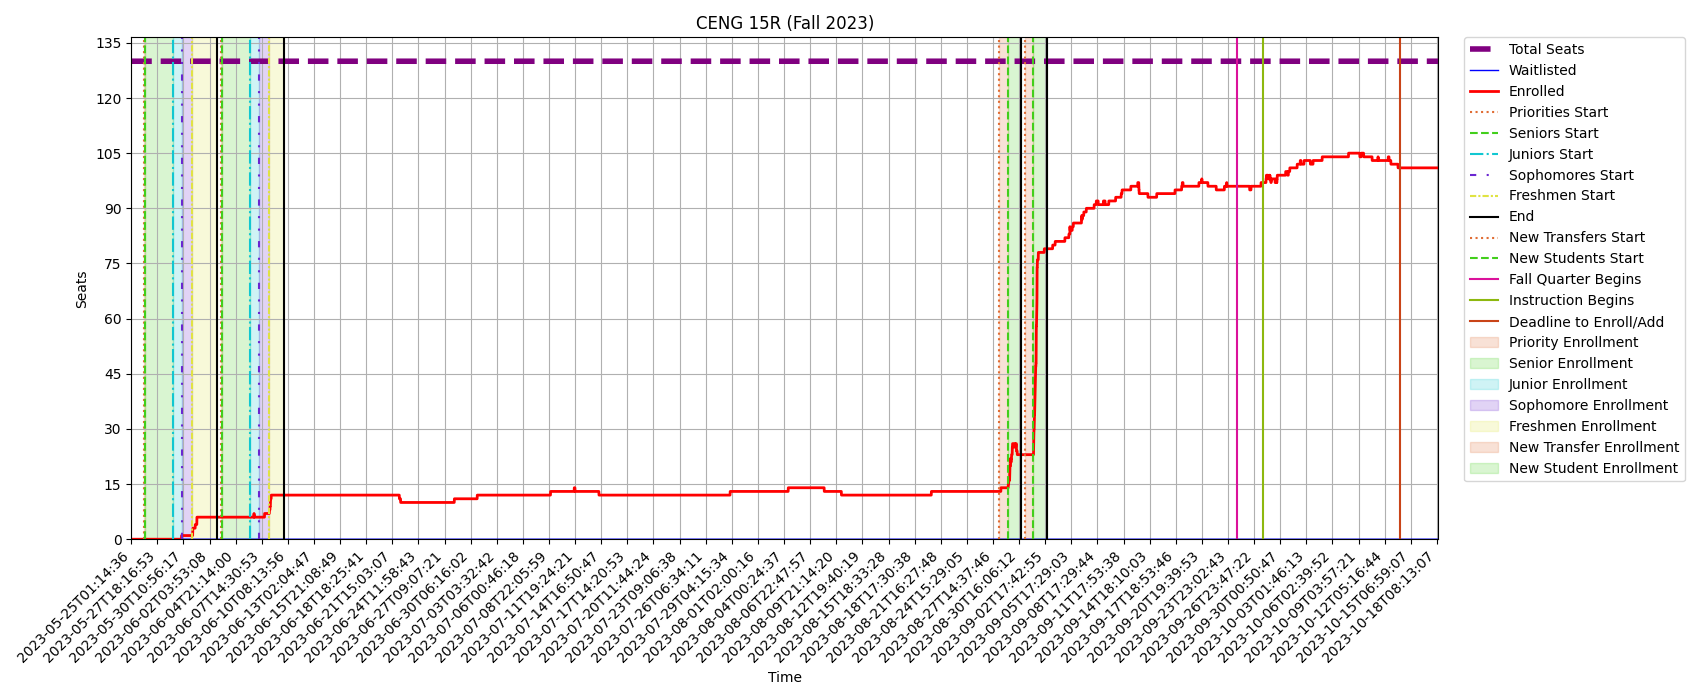 CENG 15R (Fall 2023)
135
120
105
90
75
60
45
30
15
0
Seats
2023-05-25T01:14:36
2023-05-27T18:16:53
2023-05-30T10:56:17
2023-06-02T03:53:08
2023-06-04T21:14:00
2023-06-07T14:30:53
2023-06-10T08:13:56
2023-06-13T02:04:47
2023-06-15T21:08:49
2023-06-18T18:25:41
2023-06-21T15:03:07
2023-06-24T11:58:43
2023-06-27T09:07:21
2023-06-30T06:16:02
2023-07-03T03:32:42
2023-07-06T00:46:18
2023-07-08T22:05:59
2023-07-11T19:24:21
2023-07-14T16:50:47
2023-07-17T14:20:53
2023-07-20T11:44:24
2023-07-23T09:06:38
2023-07-26T06:34:11
2023-07-29T04:15:34
2023-08-01T02:00:16
2023-08-04T00:24:37
2023-08-06T22:47:57
2023-08-09T21:14:20
2023-08-12T19:40:19
2023-08-15T18:33:28
2023-08-18T17:30:38
2023-08-21T16:27:48
2023-08-24T15:29:05
2023-08-27T14:37:46
2023-08-30T16:06:12
2023-09-02T17:42:55
2023-09-05T17:29:03
2023-09-08T17:29:44
2023-09-11T17:53:38
2023-09-14T18:10:03
2023-09-17T18:53:46
2023-09-20T19:39:53
2023-09-23T23:02:43
2023-09-26T23:47:22
2023-09-30T00:50:47
2023-10-03T01:46:13
2023-10-06T02:39:52
2023-10-09T03:57:21
2023-10-12T05:16:44
2023-10-15T06:59:07
2023-10-18T08:13:07
Time
Total Seats
Waitlisted
Enrolled
Priorities Start
Seniors Start
Juniors Start
Sophomores Start
Freshmen Start
End
New Transfers Start
New Students Start
Fall Quarter Begins
Instruction Begins
Deadline to Enroll/Add
Priority Enrollment
Senior Enrollment
Junior Enrollment
Sophomore Enrollment
Freshmen Enrollment
New Transfer Enrollment
New Student Enrollment